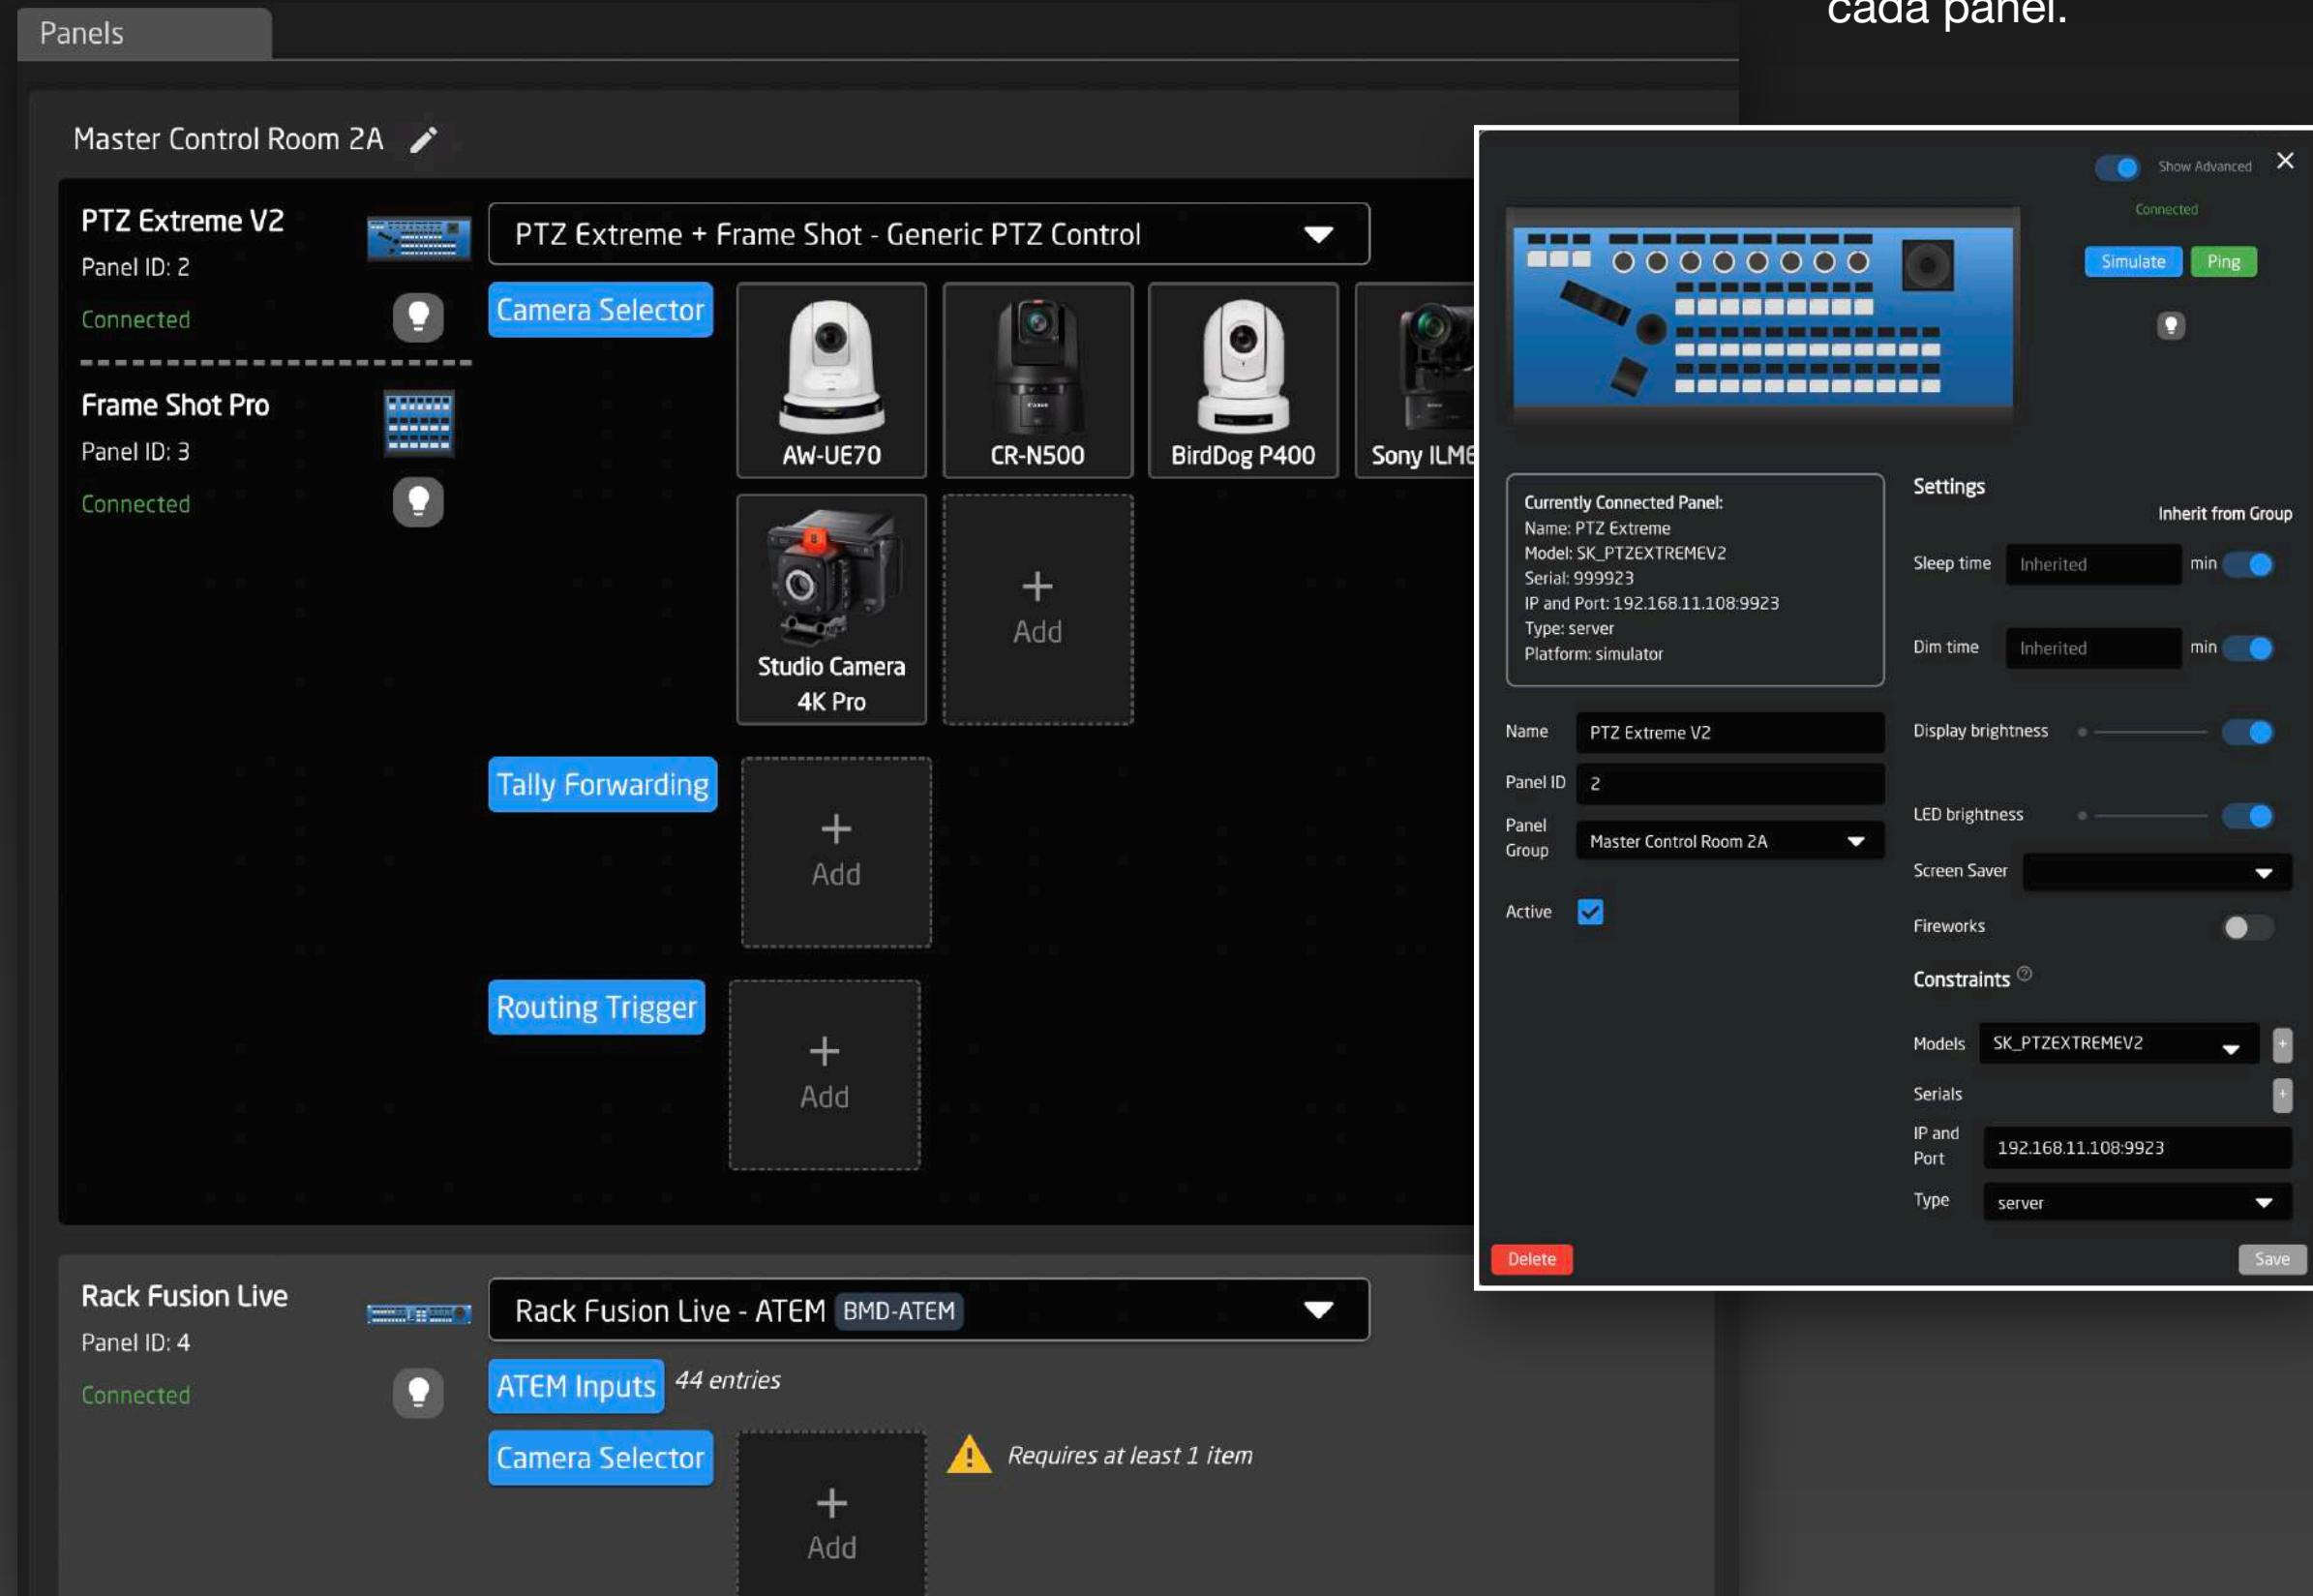 cada panel.
Panels
Master Control Room 2A
PTZ Extreme V2
Panel ID: 2
Connected
PTZ Extreme + Frame Shot - Generic PTZ Control
Camera Selector
AW-UE70
CR-N500
BirdDog P400
Sony ILME
Frame Shot Pro
Panel ID: 3
Connected
Studio Camera
4K Pro
+
Add
Tally Forwarding
+
Add
Routing Trigger
+
Add
Rack Fusion Live
Panel ID: 4
Connected
Rack Fusion Live - ATEM BMD-ATEM
ATEM Inputs 44 entries
Camera Selector
+
Add
Requires at least 1 item
Show Advanced
Connected
Simulate Ping
Currently Connected Panel:
Name: PTZ Extreme
Model: SK_PTZEXTREMEV2
Serial: 999923
IP and Port: 192.168.11.108:9923
Type: server
Platform: simulator
Name PTZ Extreme V2
Panel ID 2
Panel
Group
Master Control Room 2A
Active
Settings
Inherit from Group
Sleep time Inherited min
Dim time Inherited min
Display brightness
LED brightness
Screen Saver
Fireworks
Constraints
Models SK_PTZEXTREMEV2 +
Serials +
IP and
Port
192.168.11.108:9923
Type server
Delete
Save